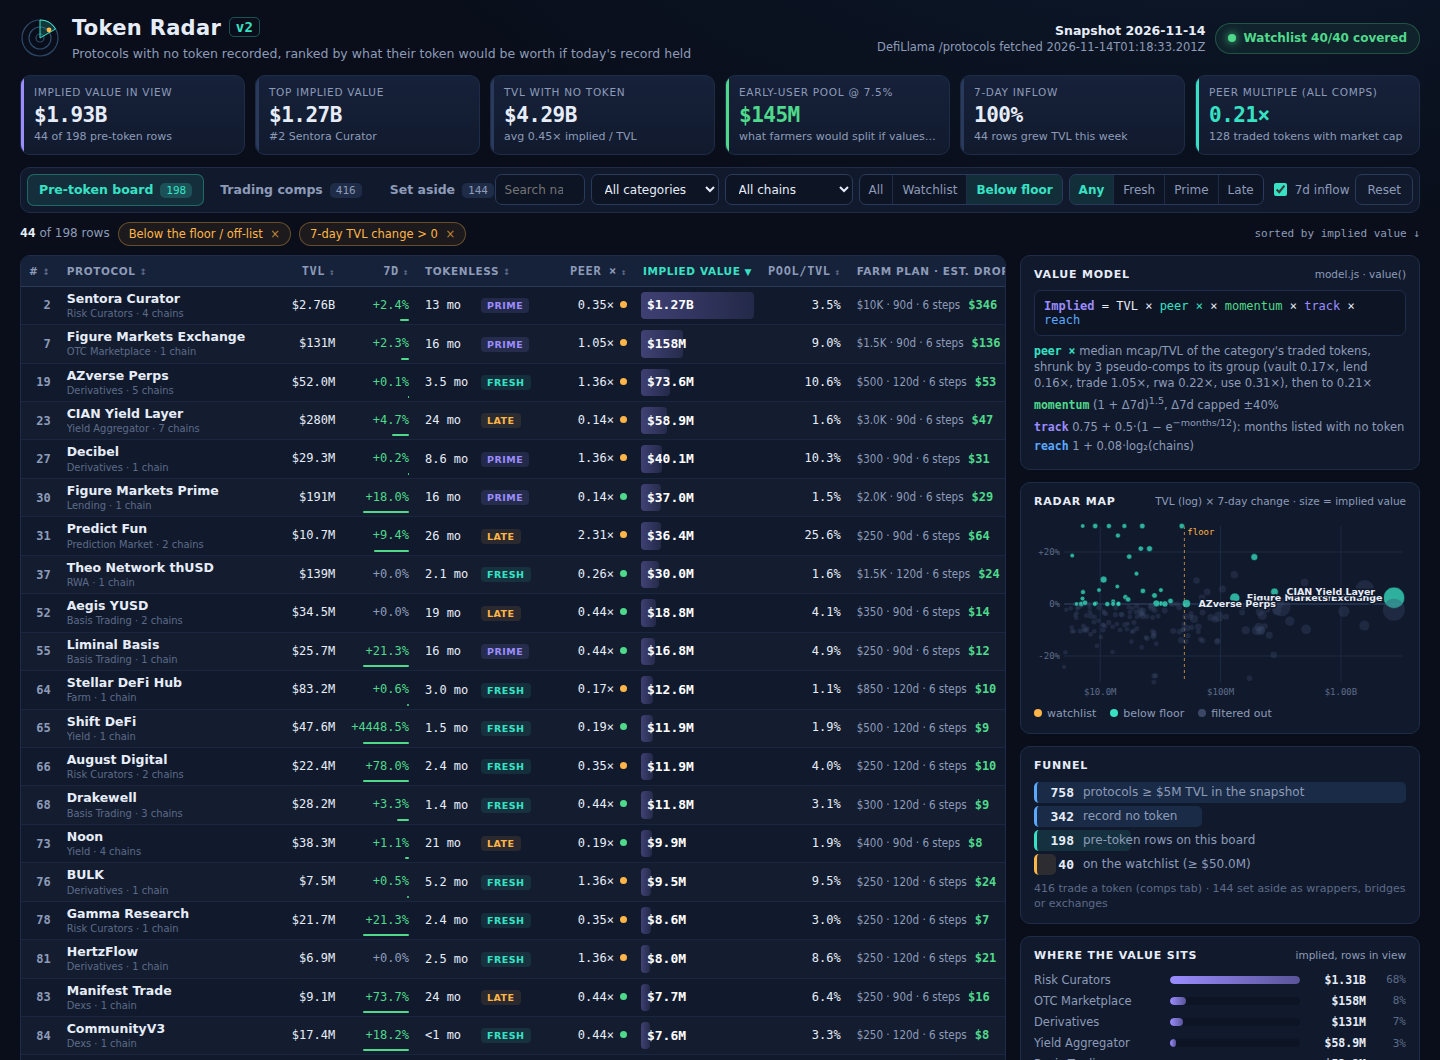 Token Radar v2
Protocols with no token recorded, ranked by what their token would be worth if today's record held
Snapshot 2026-11-14
DefiLlama /protocols fetched 2026-11-14T01:18:33.201Z
Watchlist 40/40 covered
IMPLIED VALUE IN VIEW
$1.93B
44 of 198 pre-token rows
TOP IMPLIED VALUE
$1.27B
#2 Sentora Curator
TVL WITH NO TOKEN
$4.29B
avg 0.45× implied / TVL
EARLY-USER POOL @ 7.5%
$145M
what farmers would split if values…
7-DAY INFLOW
100%
44 rows grew TVL this week
PEER MULTIPLE (ALL COMPS)
0.21×
128 traded tokens with market cap
Pre-token board 198 Trading comps 416 Set aside 144 Search na All categories All chains All Watchlist Below floor Any Fresh Prime Late 7d inflow Reset
44 of 198 rows Below the floor / off-list × 7-day TVL change > 0 × sorted by implied value ↓
# ↕ PROTOCOL ↕ TVL ↕ 7D ↕ TOKENLESS ↕ PEER × ↕ IMPLIED VALUE ▼ POOL/TVL ↕ FARM PLAN · EST. DROP
2 Sentora Curator $2.76B +2.4% 13 mo PRIME 0.35× $1.27B 3.5% $10K · 90d · 6 steps $346
Risk Curators · 4 chains
7 Figure Markets Exchange $131M +2.3% 16 mo PRIME 1.05× $158M 9.0% $1.5K · 90d · 6 steps $136
OTC Marketplace · 1 chain
19 AZverse Perps $52.0M +0.1% 3.5 mo FRESH 1.36× $73.6M 10.6% $500 · 120d · 6 steps $53
Derivatives · 5 chains
23 CIAN Yield Layer $280M +4.7% 24 mo LATE 0.14× $58.9M 1.6% $3.0K · 90d · 6 steps $47
Yield Aggregator · 7 chains
27 Decibel $29.3M +0.2% 8.6 mo PRIME 1.36× $40.1M 10.3% $300 · 90d · 6 steps $31
Derivatives · 1 chain
30 Figure Markets Prime $191M +18.0% 16 mo PRIME 0.14× $37.0M 1.5% $2.0K · 90d · 6 steps $29
Lending · 1 chain
31 Predict Fun $10.7M +9.4% 26 mo LATE 2.31× $36.4M 25.6% $250 · 90d · 6 steps $64
Prediction Market · 2 chains
37 Theo Network thUSD $139M +0.0% 2.1 mo FRESH 0.26× $30.0M 1.6% $1.5K · 120d · 6 steps $24
RWA · 1 chain
52 Aegis YUSD $34.5M +0.0% 19 mo LATE 0.44× $18.8M 4.1% $350 · 90d · 6 steps $14
Basis Trading · 2 chains
55 Liminal Basis $25.7M +21.3% 16 mo PRIME 0.44× $16.8M 4.9% $250 · 90d · 6 steps $12
Basis Trading · 1 chain
64 Stellar DeFi Hub $83.2M +0.6% 3.0 mo FRESH 0.17× $12.6M 1.1% $850 · 120d · 6 steps $10
Farm · 1 chain
65 Shift DeFi $47.6M +4448.5% 1.5 mo FRESH 0.19× $11.9M 1.9% $500 · 120d · 6 steps $9
Yield · 1 chain
66 August Digital $22.4M +78.0% 2.4 mo FRESH 0.35× $11.9M 4.0% $250 · 120d · 6 steps $10
Risk Curators · 2 chains
68 Drakewell $28.2M +3.3% 1.4 mo FRESH 0.44× $11.8M 3.1% $300 · 120d · 6 steps $9
Basis Trading · 3 chains
73 Noon $38.3M +1.1% 21 mo LATE 0.19× $9.9M 1.9% $400 · 90d · 6 steps $8
Yield · 4 chains
76 BULK $7.5M +0.5% 5.2 mo FRESH 1.36× $9.5M 9.5% $250 · 120d · 6 steps $24
Derivatives · 1 chain
78 Gamma Research $21.7M +21.3% 2.4 mo FRESH 0.35× $8.6M 3.0% $250 · 120d · 6 steps $7
Risk Curators · 1 chain
81 HertzFlow $6.9M +0.0% 2.5 mo FRESH 1.36× $8.0M 8.6% $250 · 120d · 6 steps $21
Derivatives · 1 chain
83 Manifest Trade $9.1M +73.7% 24 mo LATE 0.44× $7.7M 6.4% $250 · 90d · 6 steps $16
Dexs · 1 chain
84 CommunityV3 $17.4M +18.2% <1 mo FRESH 0.44× $7.6M 3.3% $250 · 120d · 6 steps $8
Dexs · 1 chain
VALUE MODEL model.js · value()
Implied = TVL × peer × × momentum × track ×
reach
peer × median mcap/TVL of the category's traded tokens,
shrunk by 3 pseudo-comps to its group (vault 0.17×, lend
0.16×, trade 1.05×, rwa 0.22×, use 0.31×), then to 0.21×
momentum (1 + Δ7d)^1.5, Δ7d capped ±40%
track 0.75 + 0.5·(1 − e^−months/12): months listed with no token
reach 1 + 0.08·log₂(chains)
RADAR MAP TVL (log) × 7-day change · size = implied value
floor
+20%
0%
-20%
CIAN Yield Layer
Figure Markets Exchange
AZverse Perps
$10.0M $100M $1.00B
watchlist below floor filtered out
FUNNEL
758 protocols ≥ $5M TVL in the snapshot
342 record no token
198 pre-token rows on this board
40 on the watchlist (≥ $50.0M)
416 trade a token (comps tab) · 144 set aside as wrappers, bridges
or exchanges
WHERE THE VALUE SITS implied, rows in view
Risk Curators $1.31B 68%
OTC Marketplace $158M 8%
Derivatives $131M 7%
Yield Aggregator $58.9M 3%